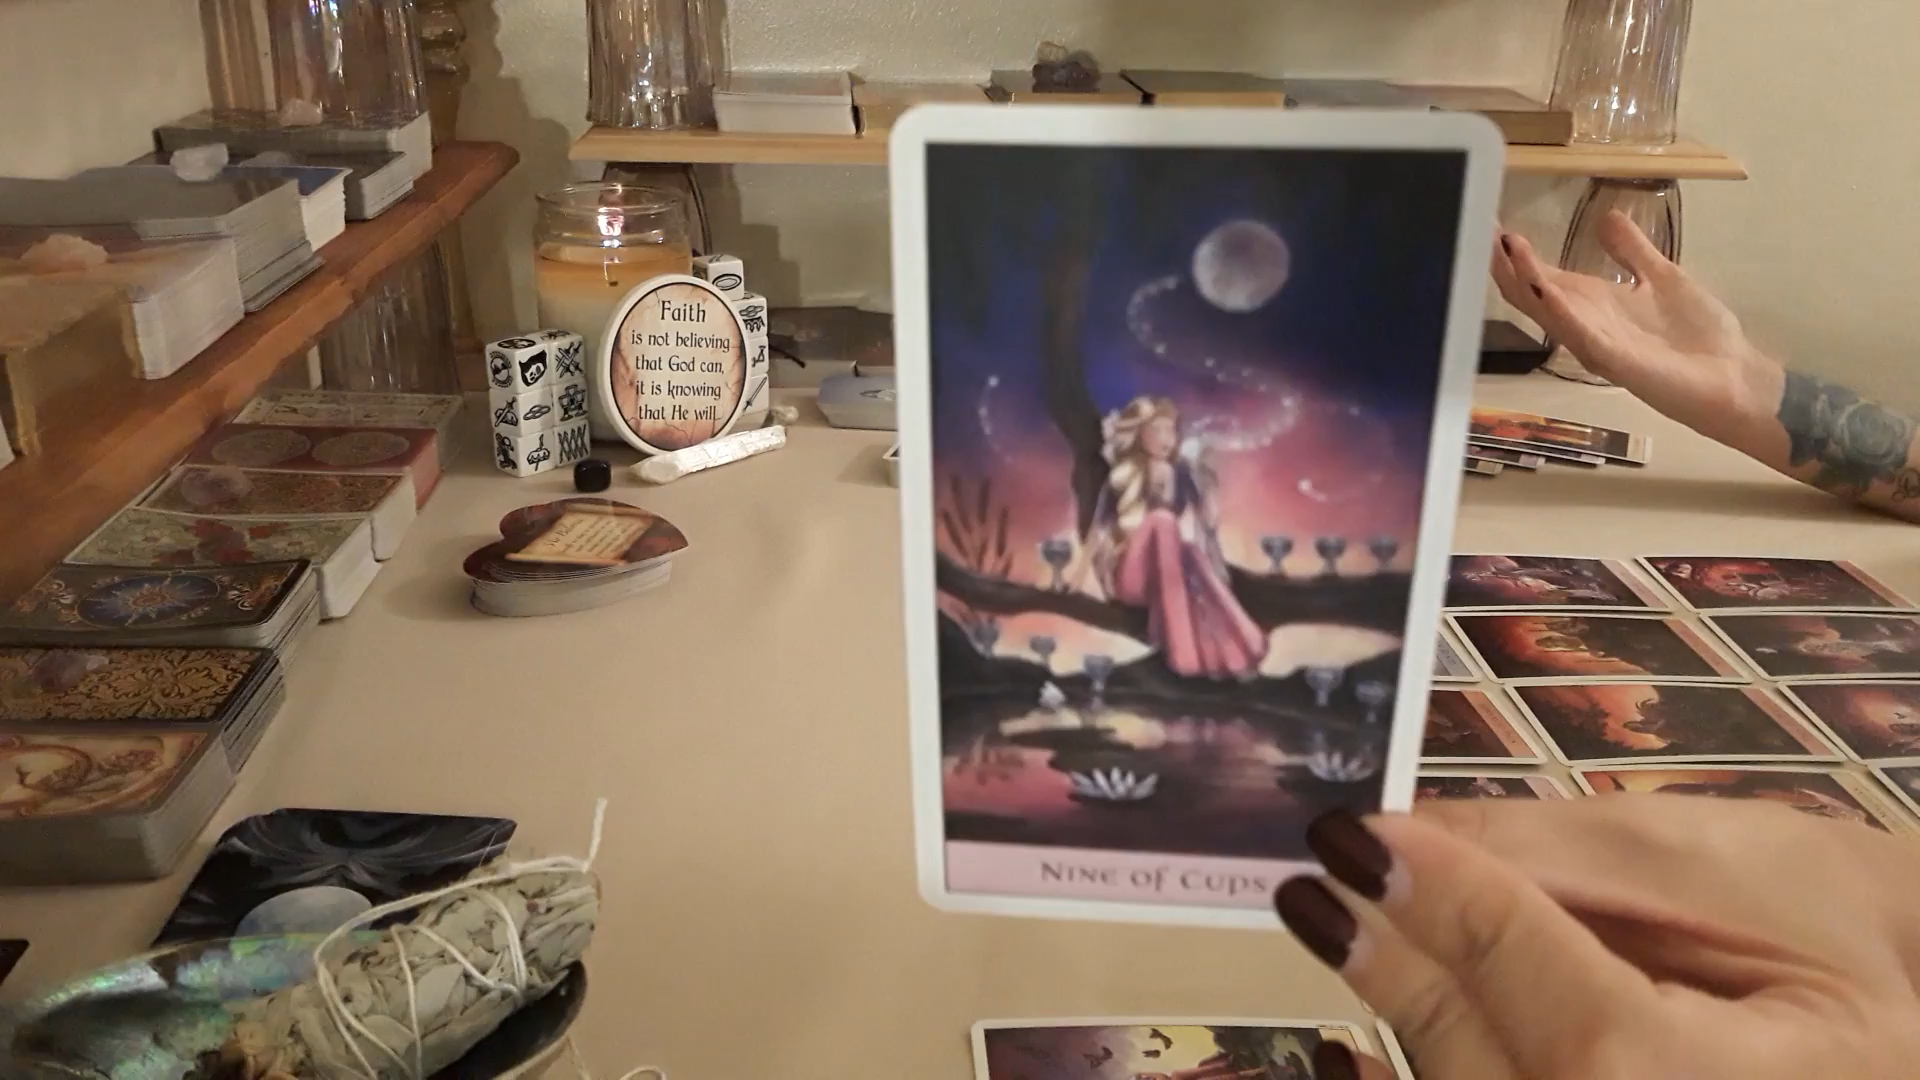 Faith
is not believing
that God can,
it is knowing
that He will
Nine of Cups